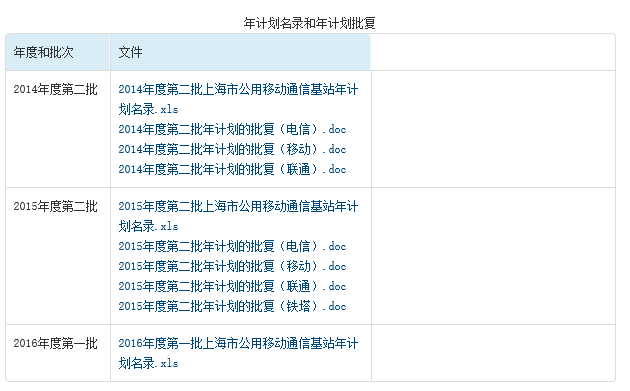 年计划名录和年计划批复
年度和批次 文件
2014年度第二批 2014年度第二批上海市公用移动通信基站年计
划名录.xls
2014年度第二批年计划的批复（电信）.doc
2014年度第二批年计划的批复（移动）.doc
2014年度第二批年计划的批复（联通）.doc
2015年度第二批 2015年度第二批上海市公用移动通信基站年计
划名录.xls
2015年度第二批年计划的批复（电信）.doc
2015年度第二批年计划的批复（移动）.doc
2015年度第二批年计划的批复（联通）.doc
2015年度第二批年计划的批复（铁塔）.doc
2016年度第一批 2016年度第一批上海市公用移动通信基站年计
划名录.xls